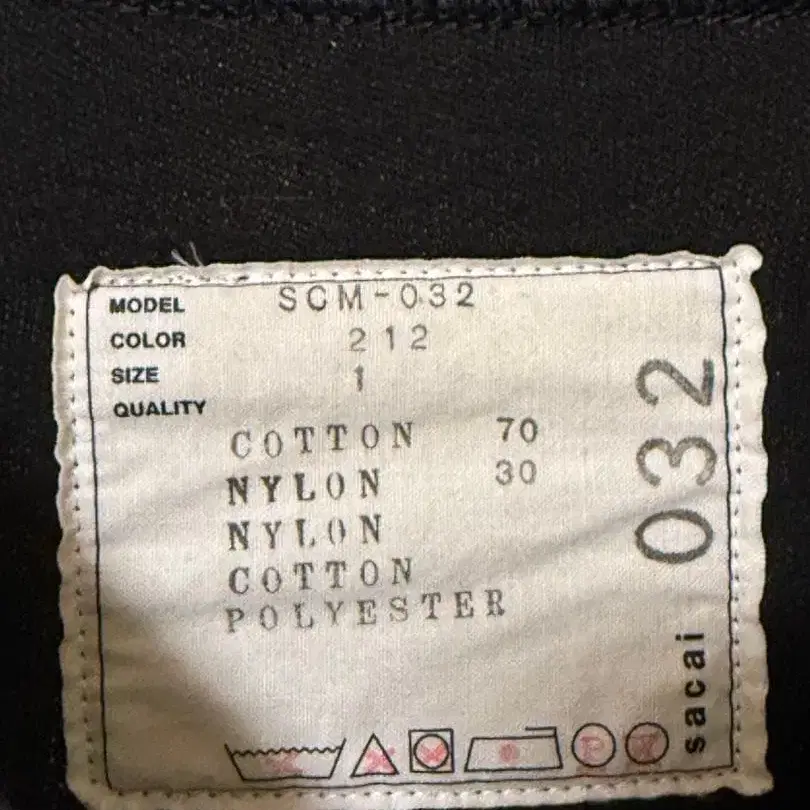 MODEL SCM-032
COLOR 212
SIZE 1
QUALITY
COTTON 70
NYLON 30
NYLON
COTTON
POLYESTER
sacai 032
P